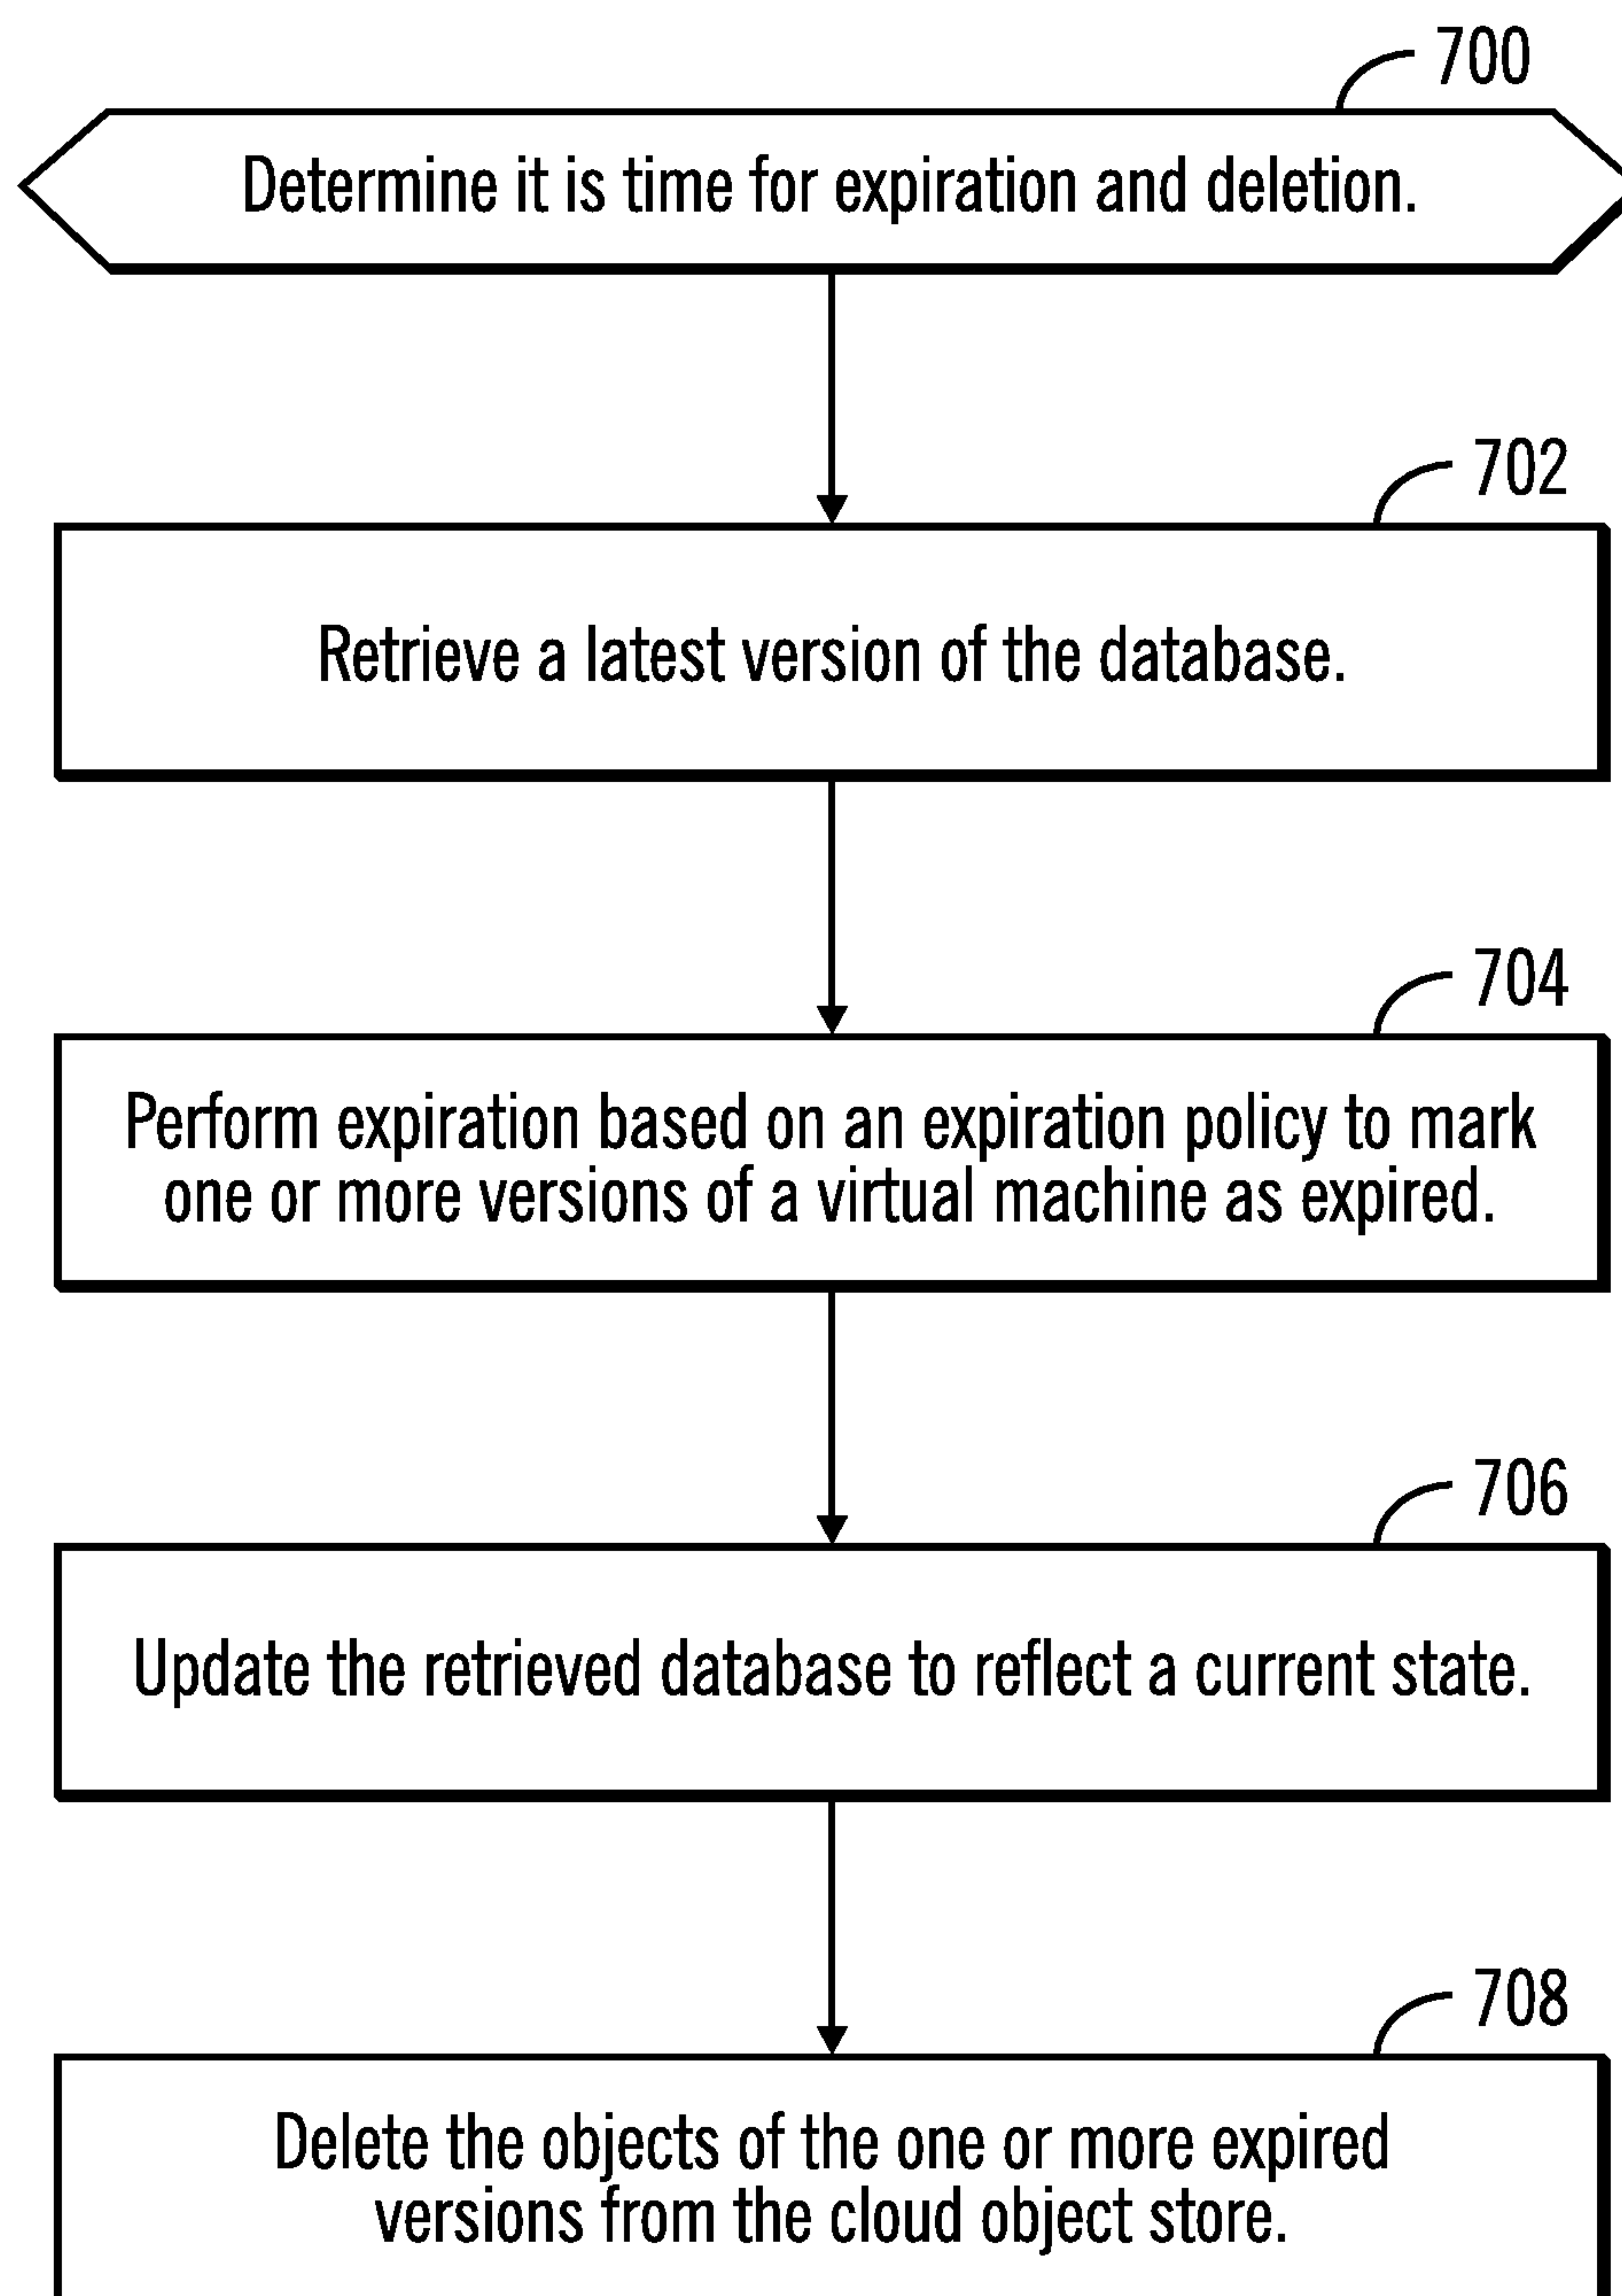 700
Determine it is time for expiration and deletion.
702
Retrieve a latest version of the database.
704
Perform expiration based on an expiration policy to mark
one or more versions of a virtual machine as expired.
706
Update the retrieved database to reflect a current state.
708
Delete the objects of the one or more expired
versions from the cloud object store.